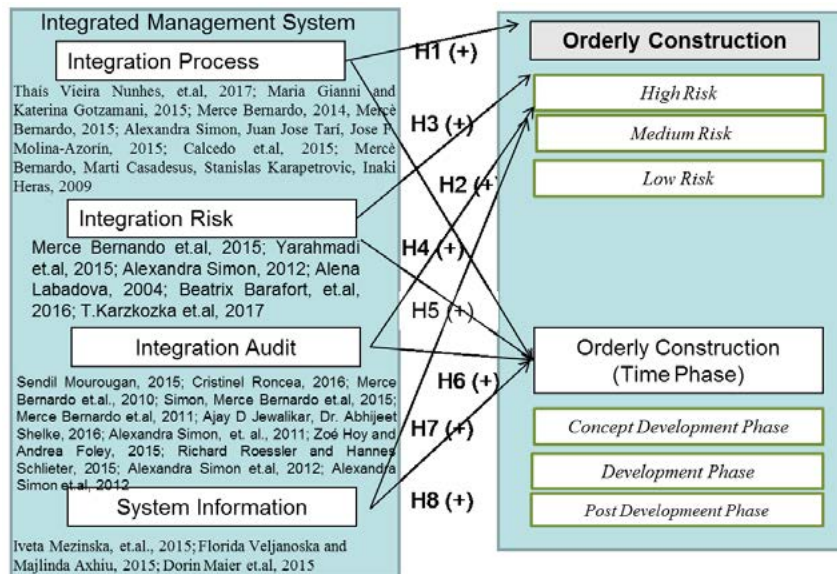 Integrated Management System
Integration Process
Thaís Vieira Nunhes, et.al, 2017; Maria Gianni and
Katerina Gotzamani, 2015; Merce Bernardo, 2014, Mercè
Bernardo, 2015; Alexandra Simon, Juan Jose Tarí, Jose F
Molina-Azorín, 2015; Calcedo et.al, 2015; Mercè
Bernardo, Marti Casadesus, Stanislas Karapetrovic, Inaki
Heras, 2009
Integration Risk
Merce Bernando et.al, 2015; Yarahmadi
et.al, 2015; Alexandra Simon, 2012; Alena
Labadova, 2004; Beatrix Barafort, et.al,
2016; T.Karzkozka et.al, 2017
Integratinel Audit
Sendil Mourougan, 2015; Cristinel Roncea, 2016; Merce
Bernardo et.al., 2010; Simon, Merce Bernardo et.al, 2015;
Merce Bernardo et.al, 2011; Ajay D Jewalikar, Dr. Abhijeet
Shelke, 2016; Alexandra Simon, et. al., 2011; Zoé Hoy and
Andrea Foley, 2015; Richard Roessler and Hannes
Schlieter, 2015; Alexandra Simon et.al, 2012; Alexandra
Simon et.al, 2012
System Information
Iveta Mezinska, et.al., 2015; Florida Veljanoska and
Majlinda Axhiu, 2015; Dorin Maier et.al, 2015
H1 (+)
H3 (+)
H2 (+)
H4 (+)
H5 (+)
H6 (+)
H7 (+)
H8 (+)
Orderly Construction
High Risk
Medium Risk
Low Risk
Orderly Construction
(Time Phase)
Concept Development Phase
Development Phase
Post Developmeent Phase